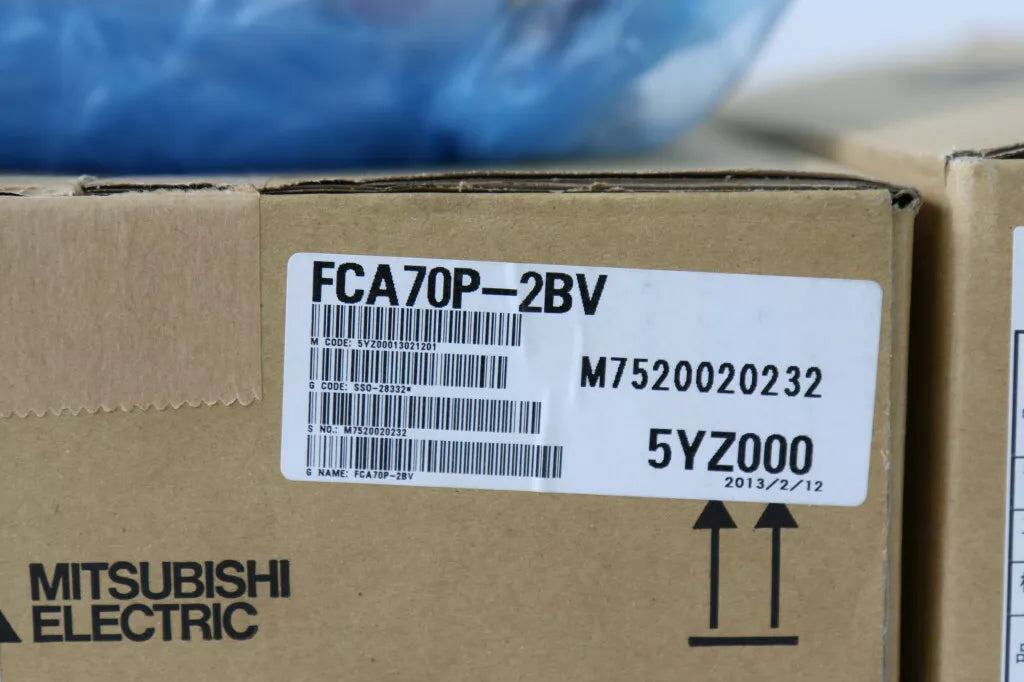 FCA70P-2BV
M CODE: 5YZ00013021201
G CODE: SSO-28332*
M7520020232
S NO.: M7520020232
5YZ000
G NAME: FCA70P-2BV
2013/2/12
MITSUBISHI
ELECTRIC
品